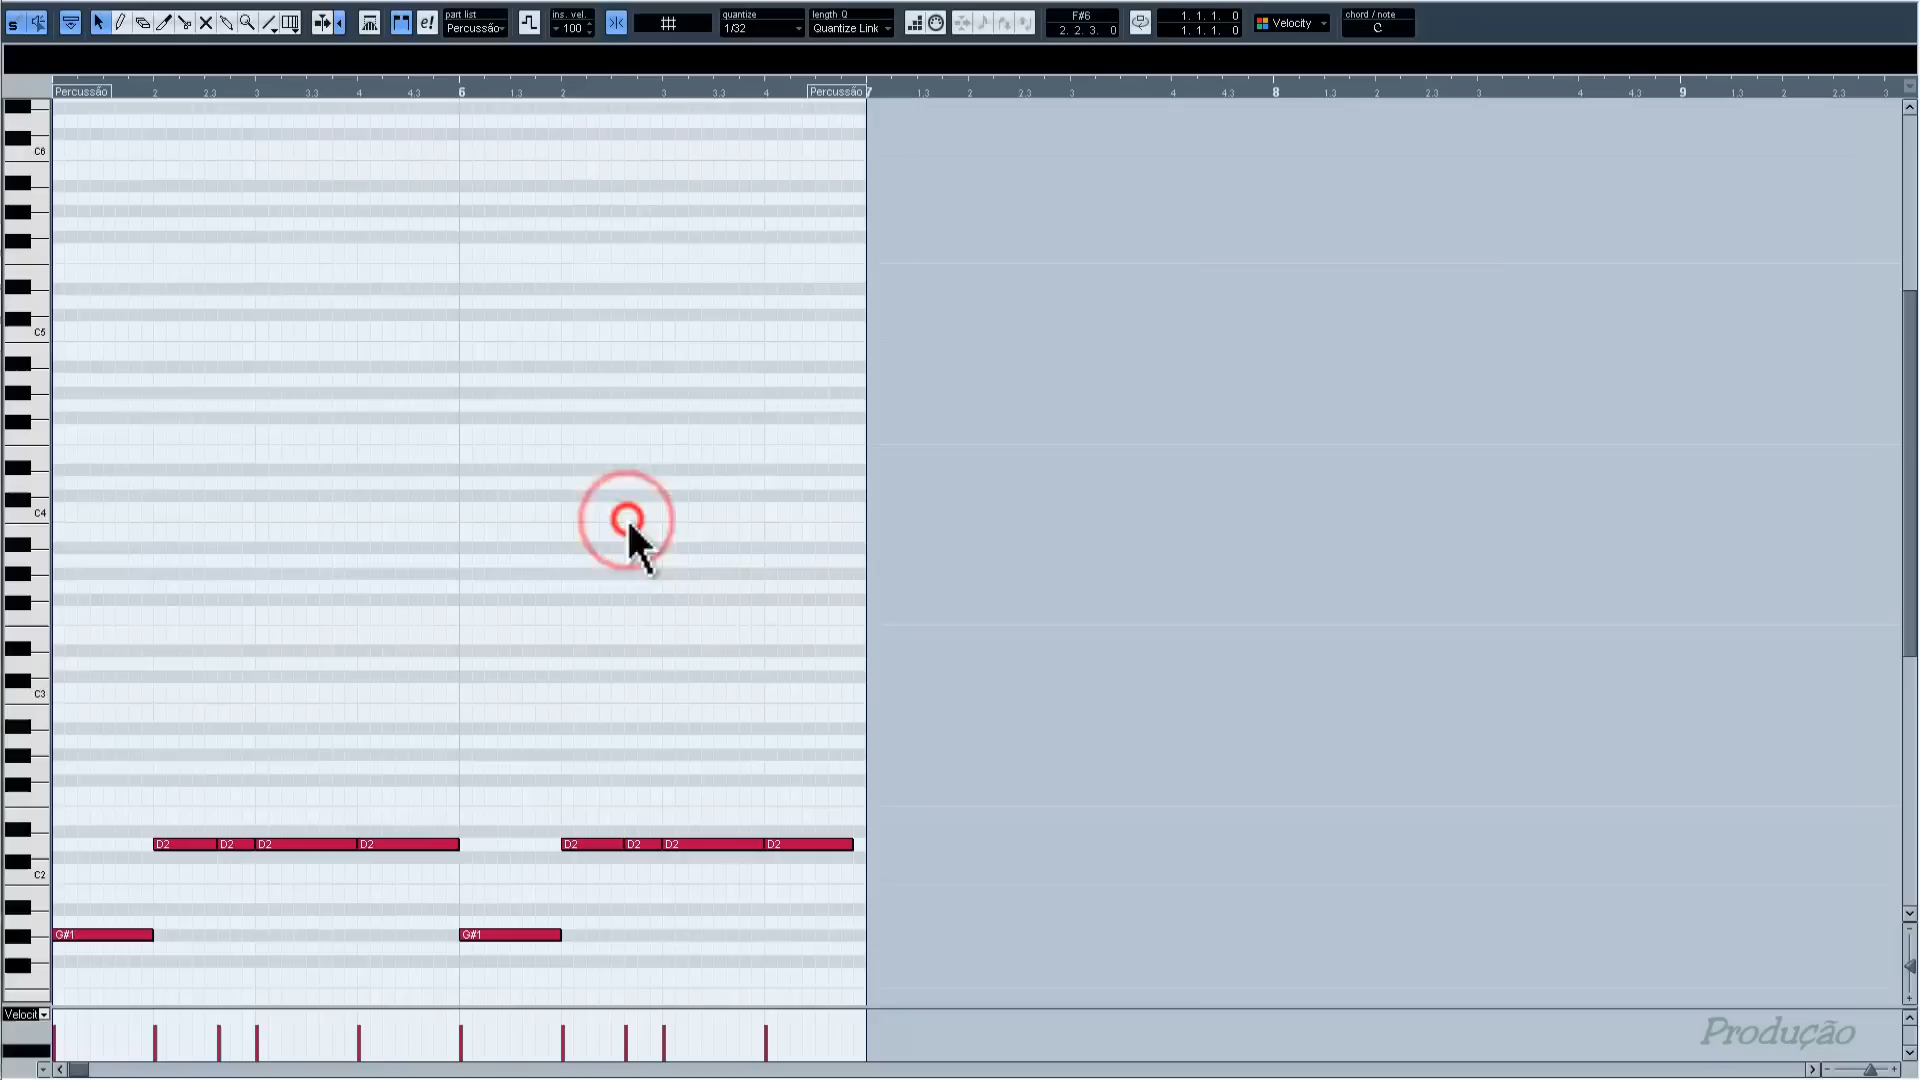 part list
Percussão
ins. vel.
100
quantize
1/32
length Q
Quantize Link
F#6
2. 2. 3. 0
1. 1. 1. 0
1. 1. 1. 0
Velocity
chord / note
C
Percussão 2 2.3 3 3.3 4 4.3 6 1.3 2 3 3.3 4 Percussão 7 1.3 2 2.3 3 4 4.3 8 1.3 2 2.3 3 4 4.3 9 1.3 2 2.3 3
C6
C5
C4
C3
D2 D2 D2 D2 D2 D2 D2 D2
C2
G#1 G#1
Velocit
Produção